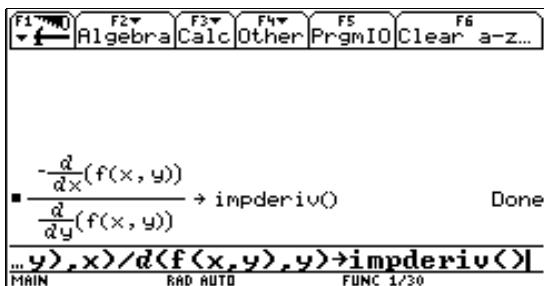 F1 F2 Algebra F3 Calc F4 Other F5 PrgmIO F6 Clear a-z…
-d/dx(f(x,y))
/ d/dy(f(x,y)) → impderiv() Done
…y),x)/d(f(x,y),y)→impderiv()
MAIN RAD AUTO FUNC 1/30